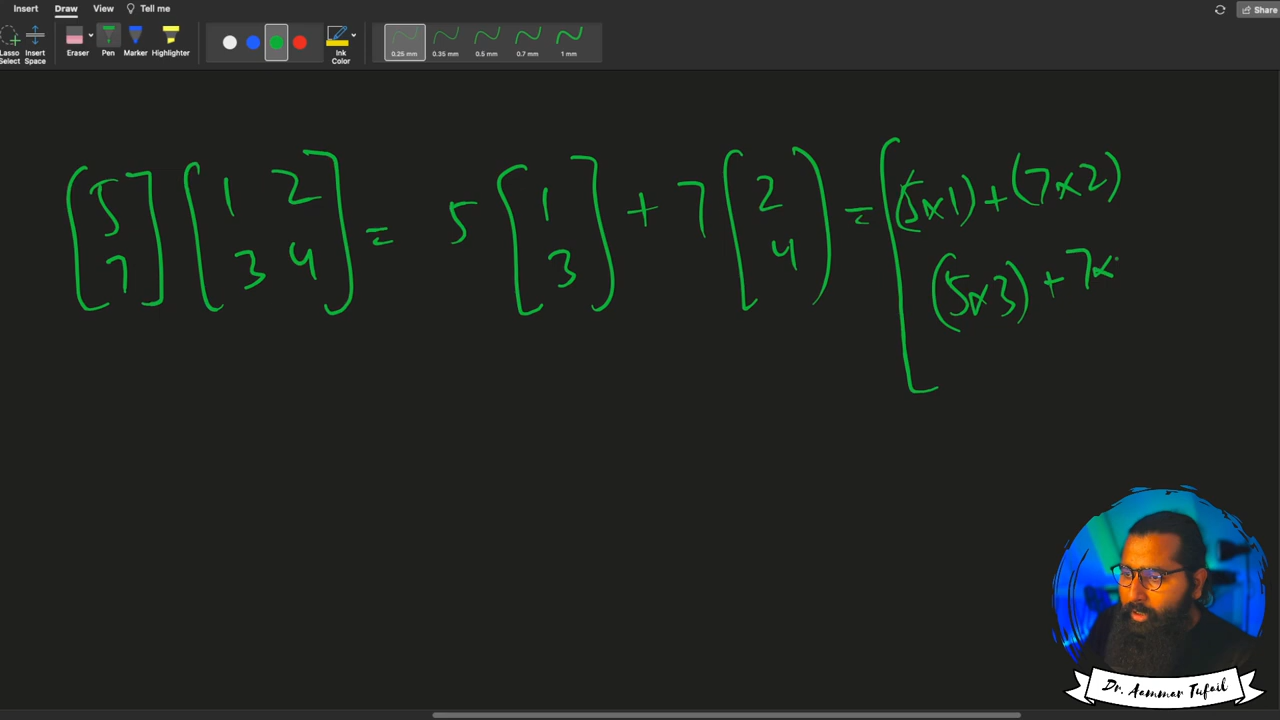 Insert Draw View Tell me Share
Lasso Select Insert Space Eraser Pen Marker Highlighter Ink Color 0.25 mm 0.35 mm 0.5 mm 0.7 mm 1 mm
[5 7] [1 2 3 4] = 5 [1 3] + 7 [2 4] = [(5x1) + (7x2)
(5x3) + 7x
Dr. Aammar Tufail